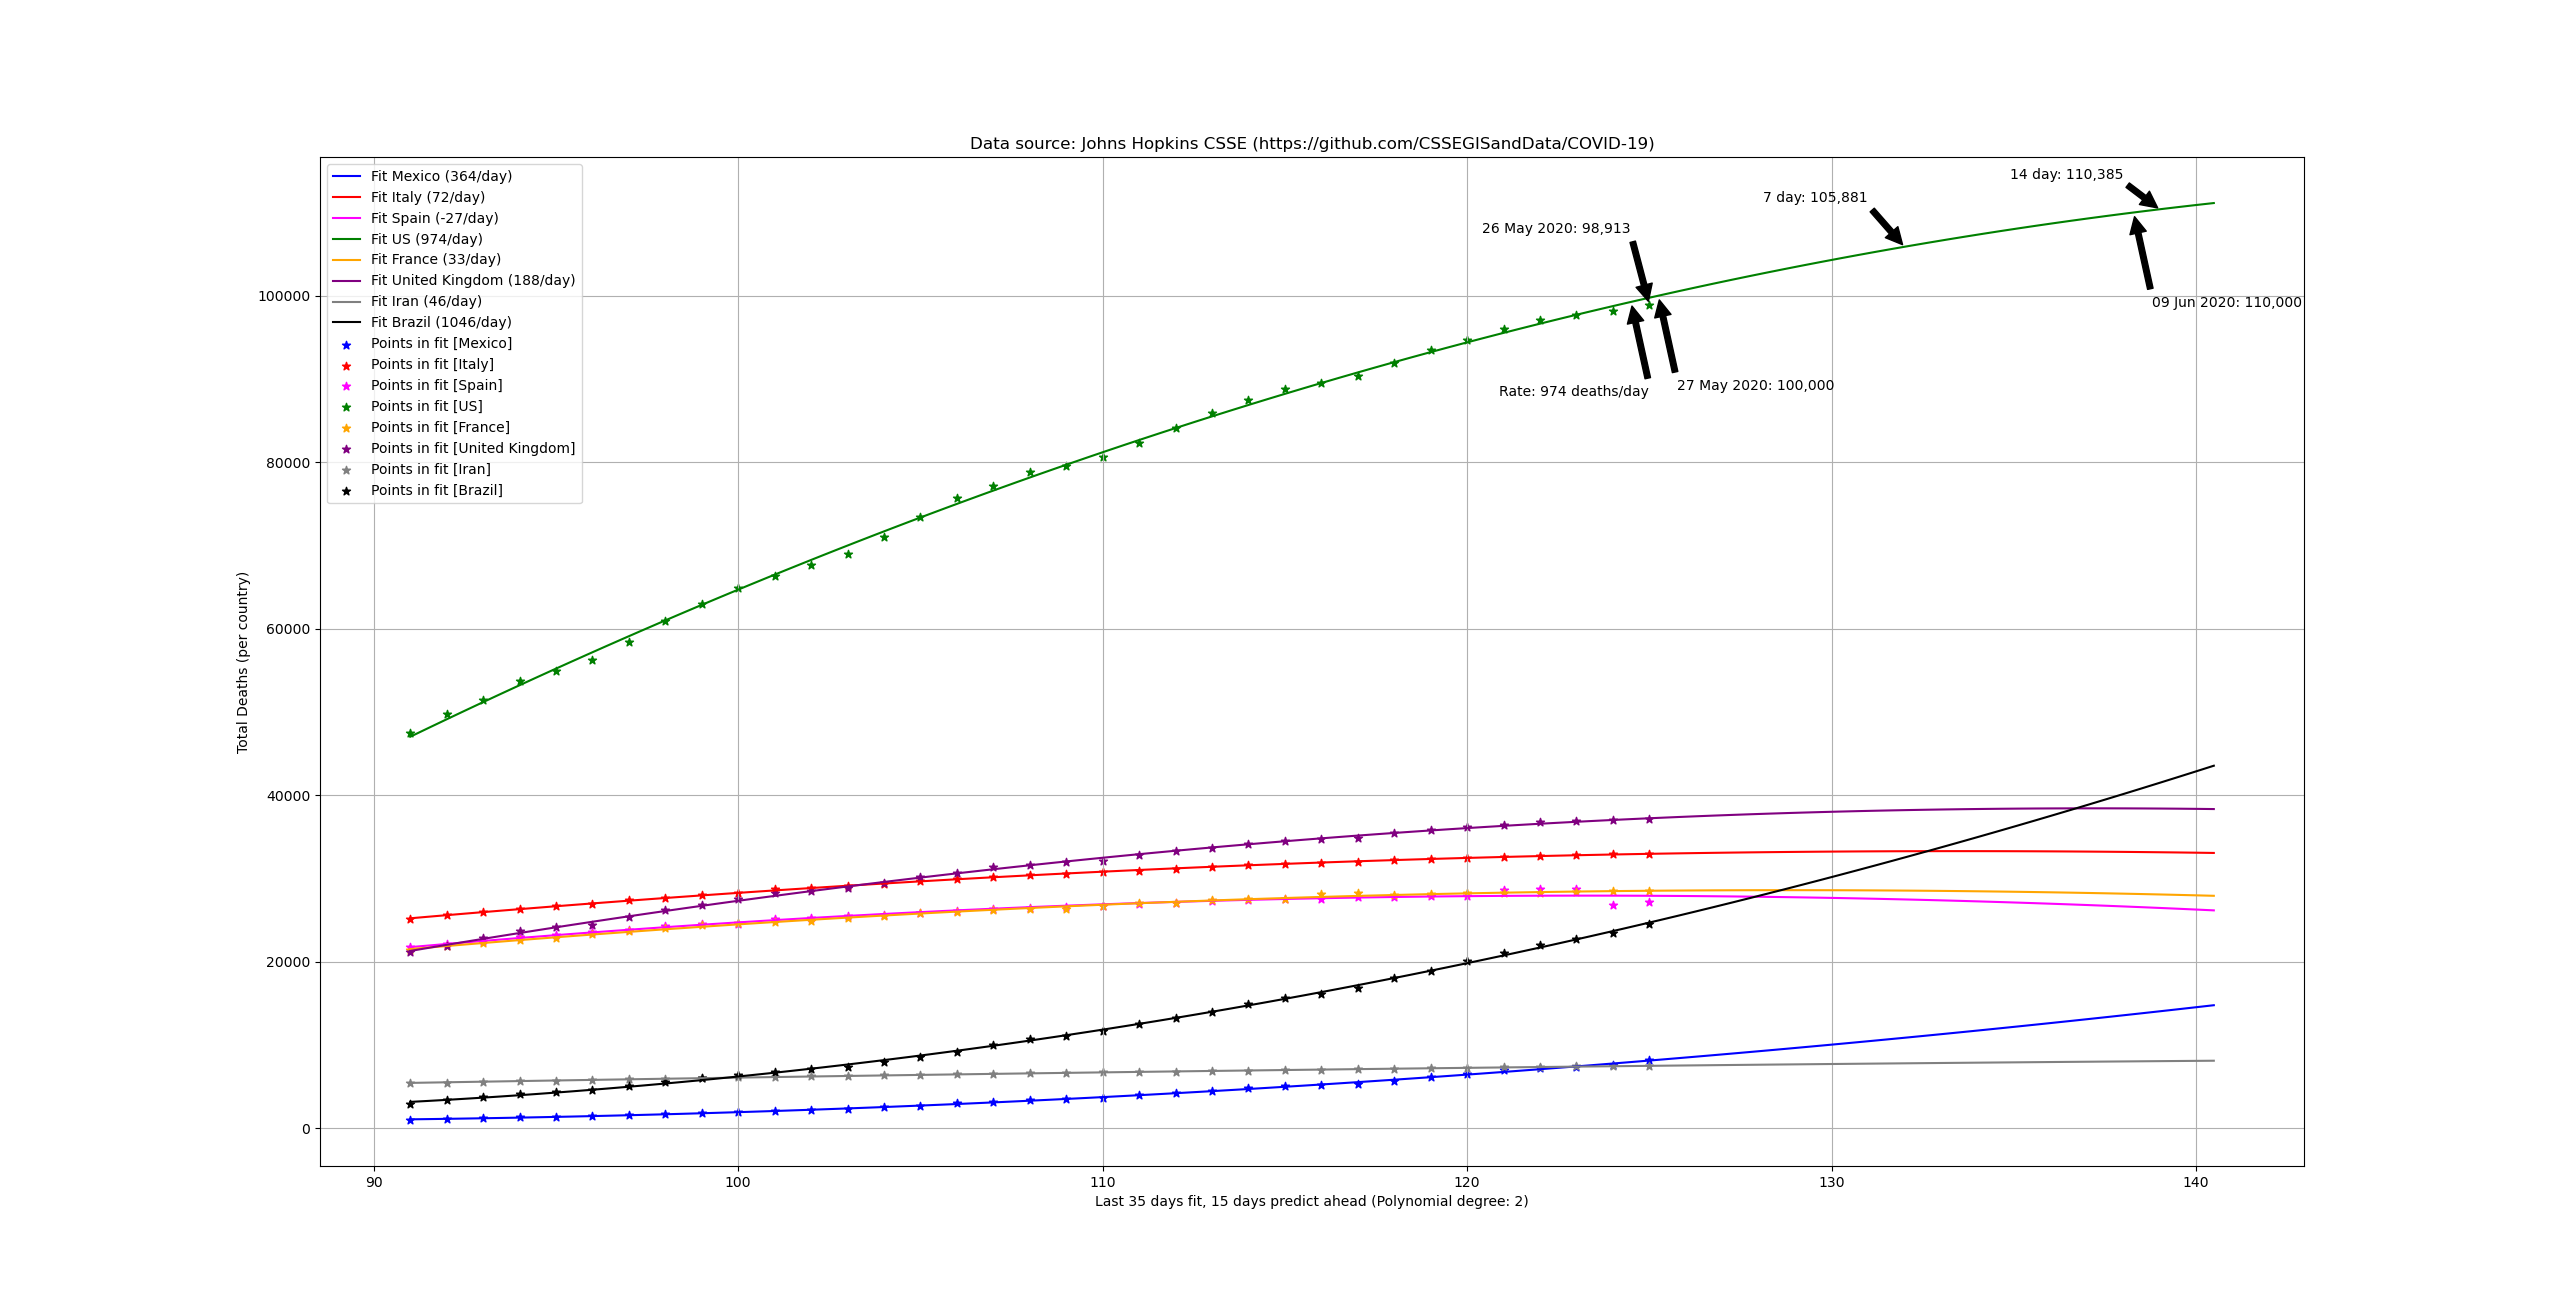 Data source: Johns Hopkins CSSE (https://github.com/CSSEGISandData/COVID-19)
Fit Mexico (364/day)
Fit Italy (72/day)
Fit Spain (-27/day)
Fit US (974/day)
Fit France (33/day)
Fit United Kingdom (188/day)
Fit Iran (46/day)
Fit Brazil (1046/day)
Points in fit [Mexico]
Points in fit [Italy]
Points in fit [Spain]
Points in fit [US]
Points in fit [France]
Points in fit [United Kingdom]
Points in fit [Iran]
Points in fit [Brazil]
14 day: 110,385
7 day: 105,881
26 May 2020: 98,913
09 Jun 2020: 110,000
27 May 2020: 100,000
Rate: 974 deaths/day
Total Deaths (per country)
100000
80000
60000
40000
20000
0
90
100
110
120
130
140
Last 35 days fit, 15 days predict ahead (Polynomial degree: 2)